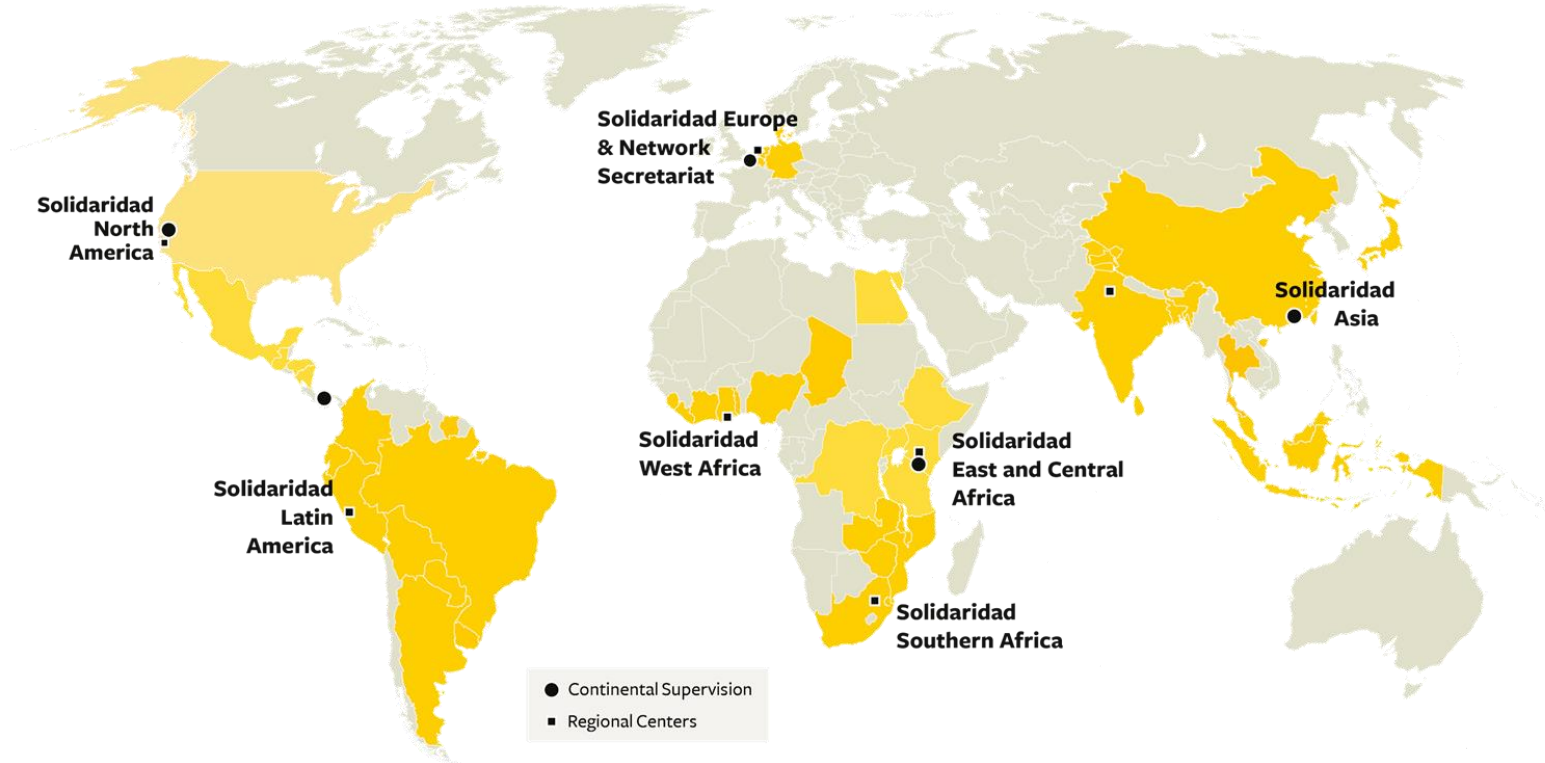 Solidaridad Europe
& Network
Secretariat
Solidaridad
North
America
Solidaridad
Asia
Solidaridad
West Africa
Solidaridad
East and Central
Africa
Solidaridad
Latin
America
Solidaridad
Southern Africa
Continental Supervision
Regional Centers